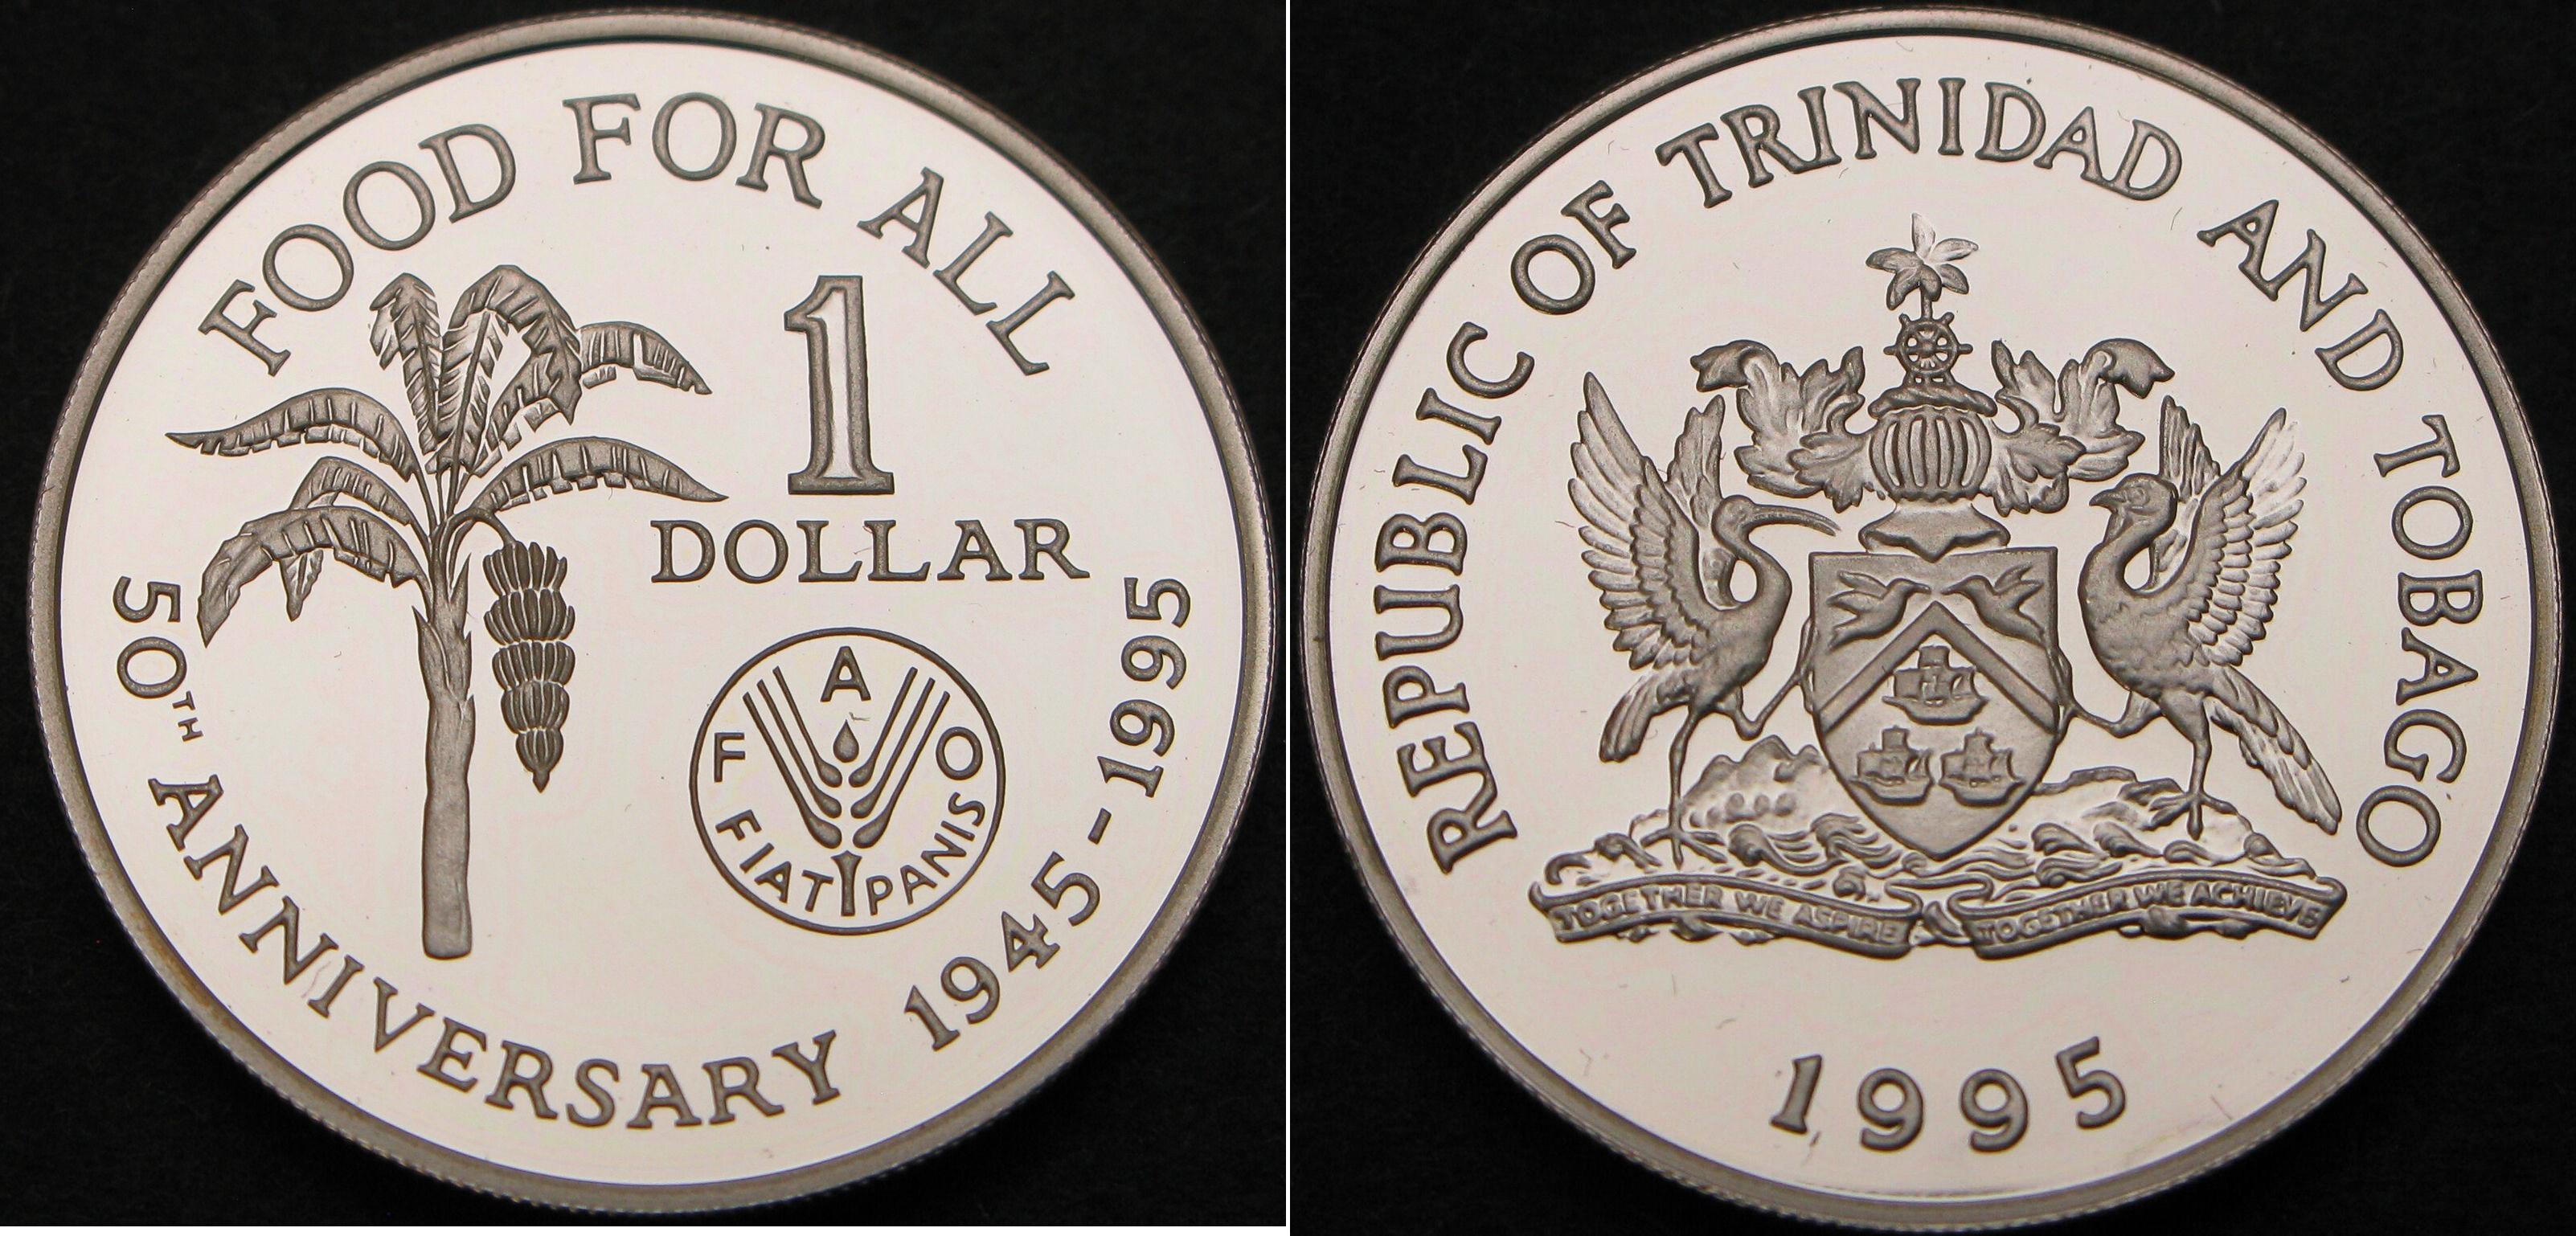 FOOD FOR ALL
1
DOLLAR
F A O
FIAT PANIS
50TH ANNIVERSARY 1945-1995
REPUBLIC OF TRINIDAD AND TOBAGO
TOGETHER WE ASPIRE TOGETHER WE ACHIEVE
1995